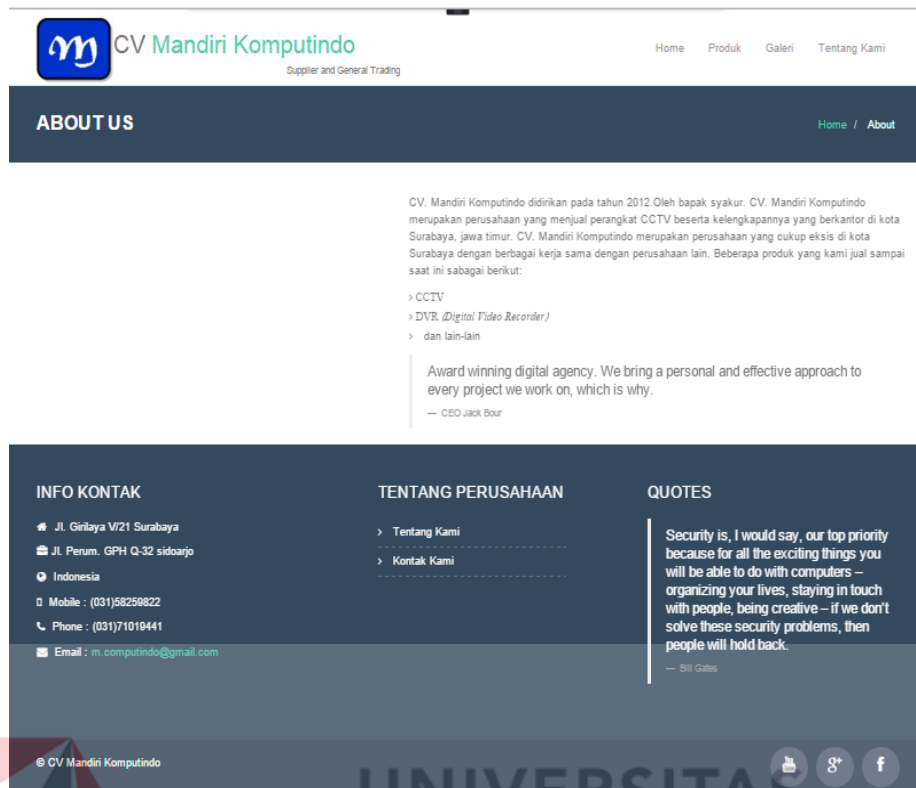 m CV Mandiri Komputindo
Supplier and General Trading
Home Produk Galeri Tentang Kami
ABOUT US
Home / About
CV. Mandiri Komputindo didirikan pada tahun 2012.Oleh bapak syakur. CV. Mandiri Komputindo
merupakan perusahaan yang menjual perangkat CCTV beserta kelengkapannya yang berkantor di kota
Surabaya, jawa timur. CV. Mandiri Komputindo merupakan perusahaan yang cukup eksis di kota
Surabaya dengan berbagai kerja sama dengan perusahaan lain. Beberapa produk yang kami jual sampai
saat ini sabagai berikut:
› CCTV
› DVR (Digital Video Recorder)
› dan lain-lain
Award winning digital agency. We bring a personal and effective approach to
every project we work on, which is why.
— CEO Jack Bour
INFO KONTAK
Jl. Girilaya V/21 Surabaya
Jl. Perum. GPH Q-32 sidoarjo
Indonesia
Mobile : (031)58259822
Phone : (031)71019441
Email : m.computindo@gmail.com
TENTANG PERUSAHAAN
› Tentang Kami
› Kontak Kami
QUOTES
Security is, I would say, our top priority
because for all the exciting things you
will be able to do with computers –
organizing your lives, staying in touch
with people, being creative – if we don't
solve these security problems, then
people will hold back.
— Bill Gates
© CV Mandiri Komputindo
UNIVERSITAS